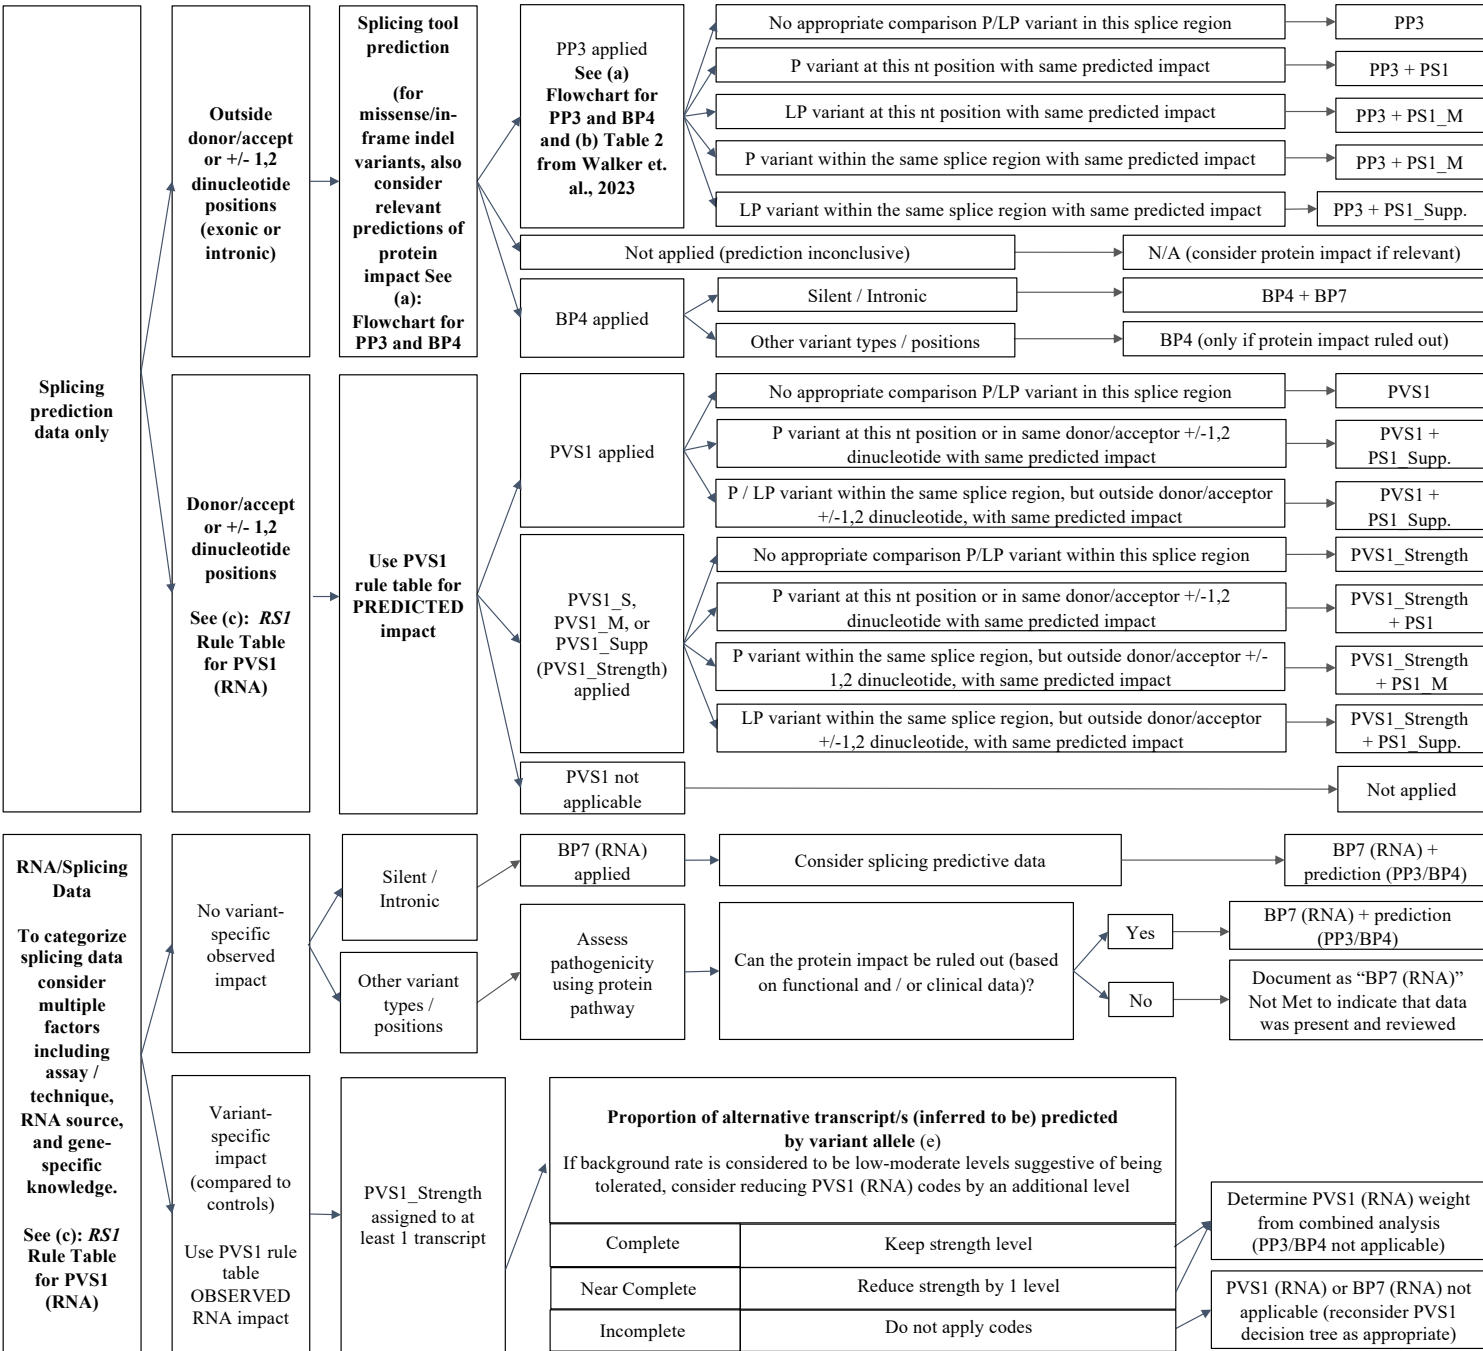 Splicing
prediction
data only
Outside
donor/accept
or +/- 1,2
dinucleotide
positions
(exonic or
intronic)
Splicing tool
prediction
(for
missense/in-
frame indel
variants, also
consider
relevant
predictions of
protein
impact See
(a):
Flowchart for
PP3 and BP4
PP3 applied
See (a)
Flowchart for
PP3 and BP4
and (b) Table 2
from Walker et.
al., 2023
No appropriate comparison P/LP variant in this splice region
PP3
P variant at this nt position with same predicted impact
PP3 + PS1
LP variant at this nt position with same predicted impact
PP3 + PS1_M
P variant within the same splice region with same predicted impact
PP3 + PS1_M
LP variant within the same splice region with same predicted impact
PP3 + PS1_Supp.
Not applied (prediction inconclusive)
N/A (consider protein impact if relevant)
BP4 applied
Silent / Intronic
BP4 + BP7
Other variant types / positions
BP4 (only if protein impact ruled out)
Donor/accept
or +/- 1,2
dinucleotide
positions
See (c): RS1
Rule Table
for PVS1
(RNA)
Use PVS1
rule table for
PREDICTED
impact
PVS1 applied
No appropriate comparison P/LP variant in this splice region
PVS1
P variant at this nt position or in same donor/acceptor +/-1,2
dinucleotide with same predicted impact
PVS1 +
PS1_Supp.
P / LP variant within the same splice region, but outside donor/acceptor
+/-1,2 dinucleotide, with same predicted impact
PVS1 +
PS1_Supp.
PVS1_S,
PVS1_M, or
PVS1_Supp
(PVS1_Strength)
applied
No appropriate comparison P/LP variant within this splice region
PVS1_Strength
P variant at this nt position or in same donor/acceptor +/-1,2
dinucleotide with same predicted impact
PVS1_Strength
+ PS1
P variant within the same splice region, but outside donor/acceptor +/-
1,2 dinucleotide, with same predicted impact
PVS1_Strength
+ PS1_M
LP variant within the same splice region, but outside donor/acceptor
+/-1,2 dinucleotide, with same predicted impact
PVS1_Strength
+ PS1_Supp.
PVS1 not
applicable
Not applied
RNA/Splicing
Data
To categorize
splicing data
consider
multiple
factors
including
assay /
technique,
RNA source,
and gene-
specific
knowledge.
See (c): RS1
Rule Table
for PVS1
(RNA)
No variant-
specific
observed
impact
Silent /
Intronic
BP7 (RNA)
applied
Consider splicing predictive data
BP7 (RNA) +
prediction (PP3/BP4)
Other variant
types /
positions
Assess
pathogenicity
using protein
pathway
Can the protein impact be ruled out (based
on functional and / or clinical data)?
Yes
BP7 (RNA) + prediction
(PP3/BP4)
No
Document as “BP7 (RNA)”
Not Met to indicate that data
was present and reviewed
Variant-
specific
impact
(compared to
controls)
Use PVS1 rule
table
OBSERVED
RNA impact
PVS1_Strength
assigned to at
least 1 transcript
Proportion of alternative transcript/s (inferred to be) predicted
by variant allele (e)
If background rate is considered to be low-moderate levels suggestive of being
tolerated, consider reducing PVS1 (RNA) codes by an additional level
Complete
Keep strength level
Near Complete
Reduce strength by 1 level
Incomplete
Do not apply codes
Determine PVS1 (RNA) weight
from combined analysis
(PP3/BP4 not applicable)
PVS1 (RNA) or BP7 (RNA) not
applicable (reconsider PVS1
decision tree as appropriate)